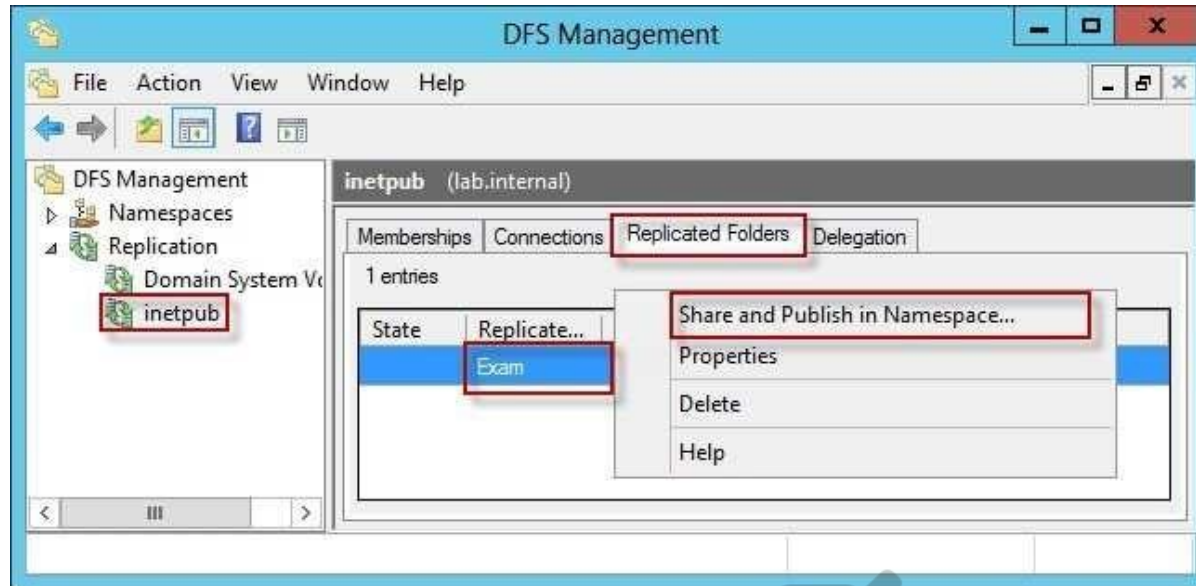 DFS Management
File Action View Window Help
DFS Management
Namespaces
Replication
Domain System Vo
inetpub
inetpub (lab.internal)
Memberships Connections Replicated Folders Delegation
1 entries
State Replicate...
Exam
Share and Publish in Namespace...
Properties
Delete
Help